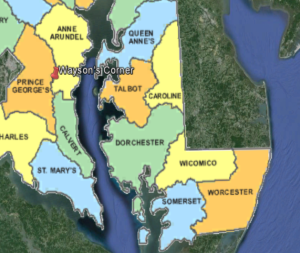 ANNE
ARUNDEL
QUEEN
ANNE'S
Wayson's Corner
PRINCE
GEORGE'S
TALBOT
CAROLINE
CALVERT
DORCHESTER
HARLES
ST. MARY'S
WICOMICO
SOMERSET
WORCESTER